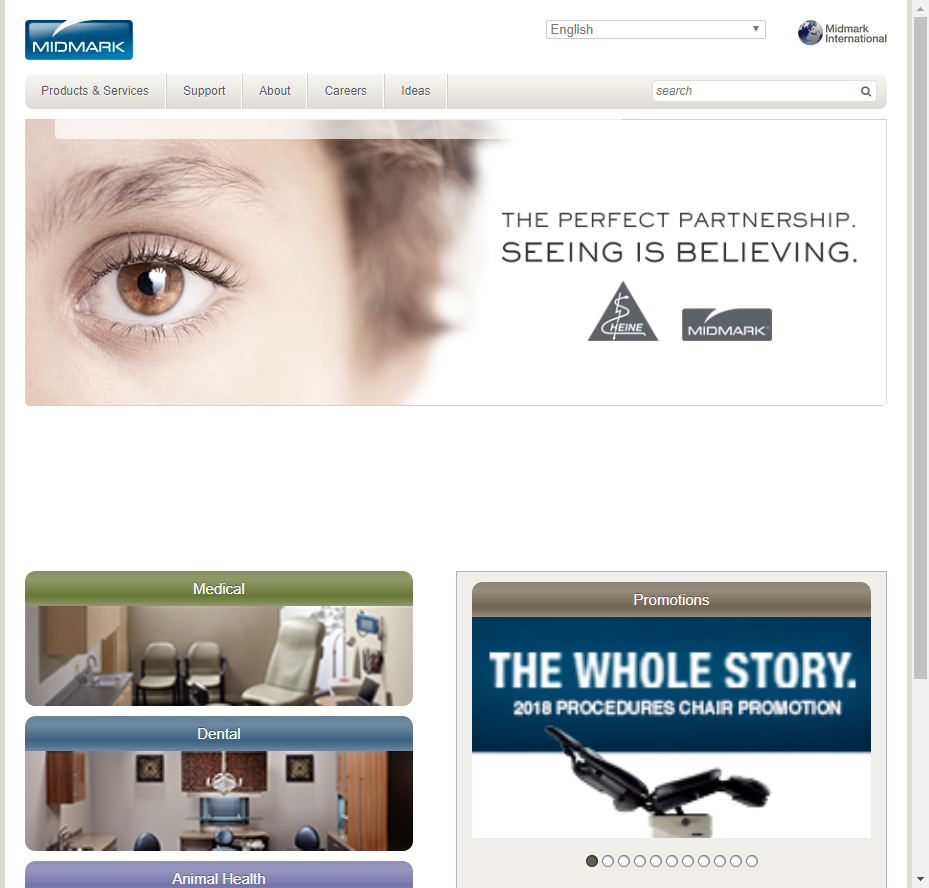 MIDMARK
English
Midmark
International
Products & Services
Support
About
Careers
Ideas
search
THE PERFECT PARTNERSHIP.
SEEING IS BELIEVING.
HEINE
MIDMARK
Medical
Promotions
THE WHOLE STORY.
2018 PROCEDURES CHAIR PROMOTION
Dental
Animal Health